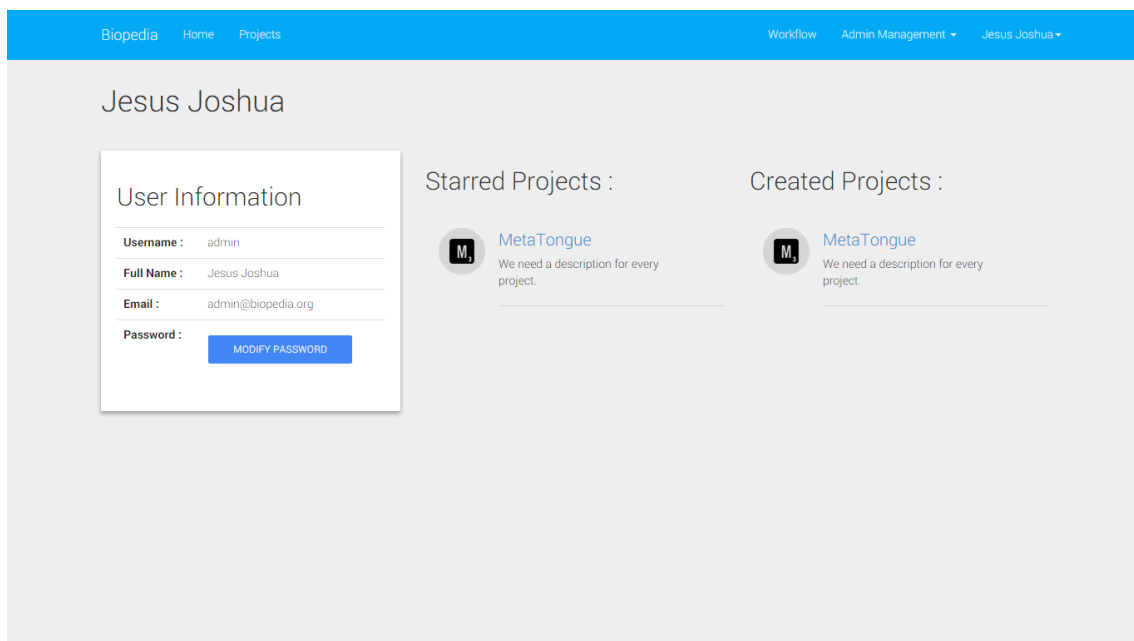 Biopedia Home Projects Workflow Admin Management Jesus Joshua
Jesus Joshua
User Information
Username : admin
Full Name : Jesus Joshua
Email : admin@biopedia.org
Password :
MODIFY PASSWORD
Starred Projects :
M,
MetaTongue
We need a description for every
project.
Created Projects :
M,
MetaTongue
We need a description for every
project.